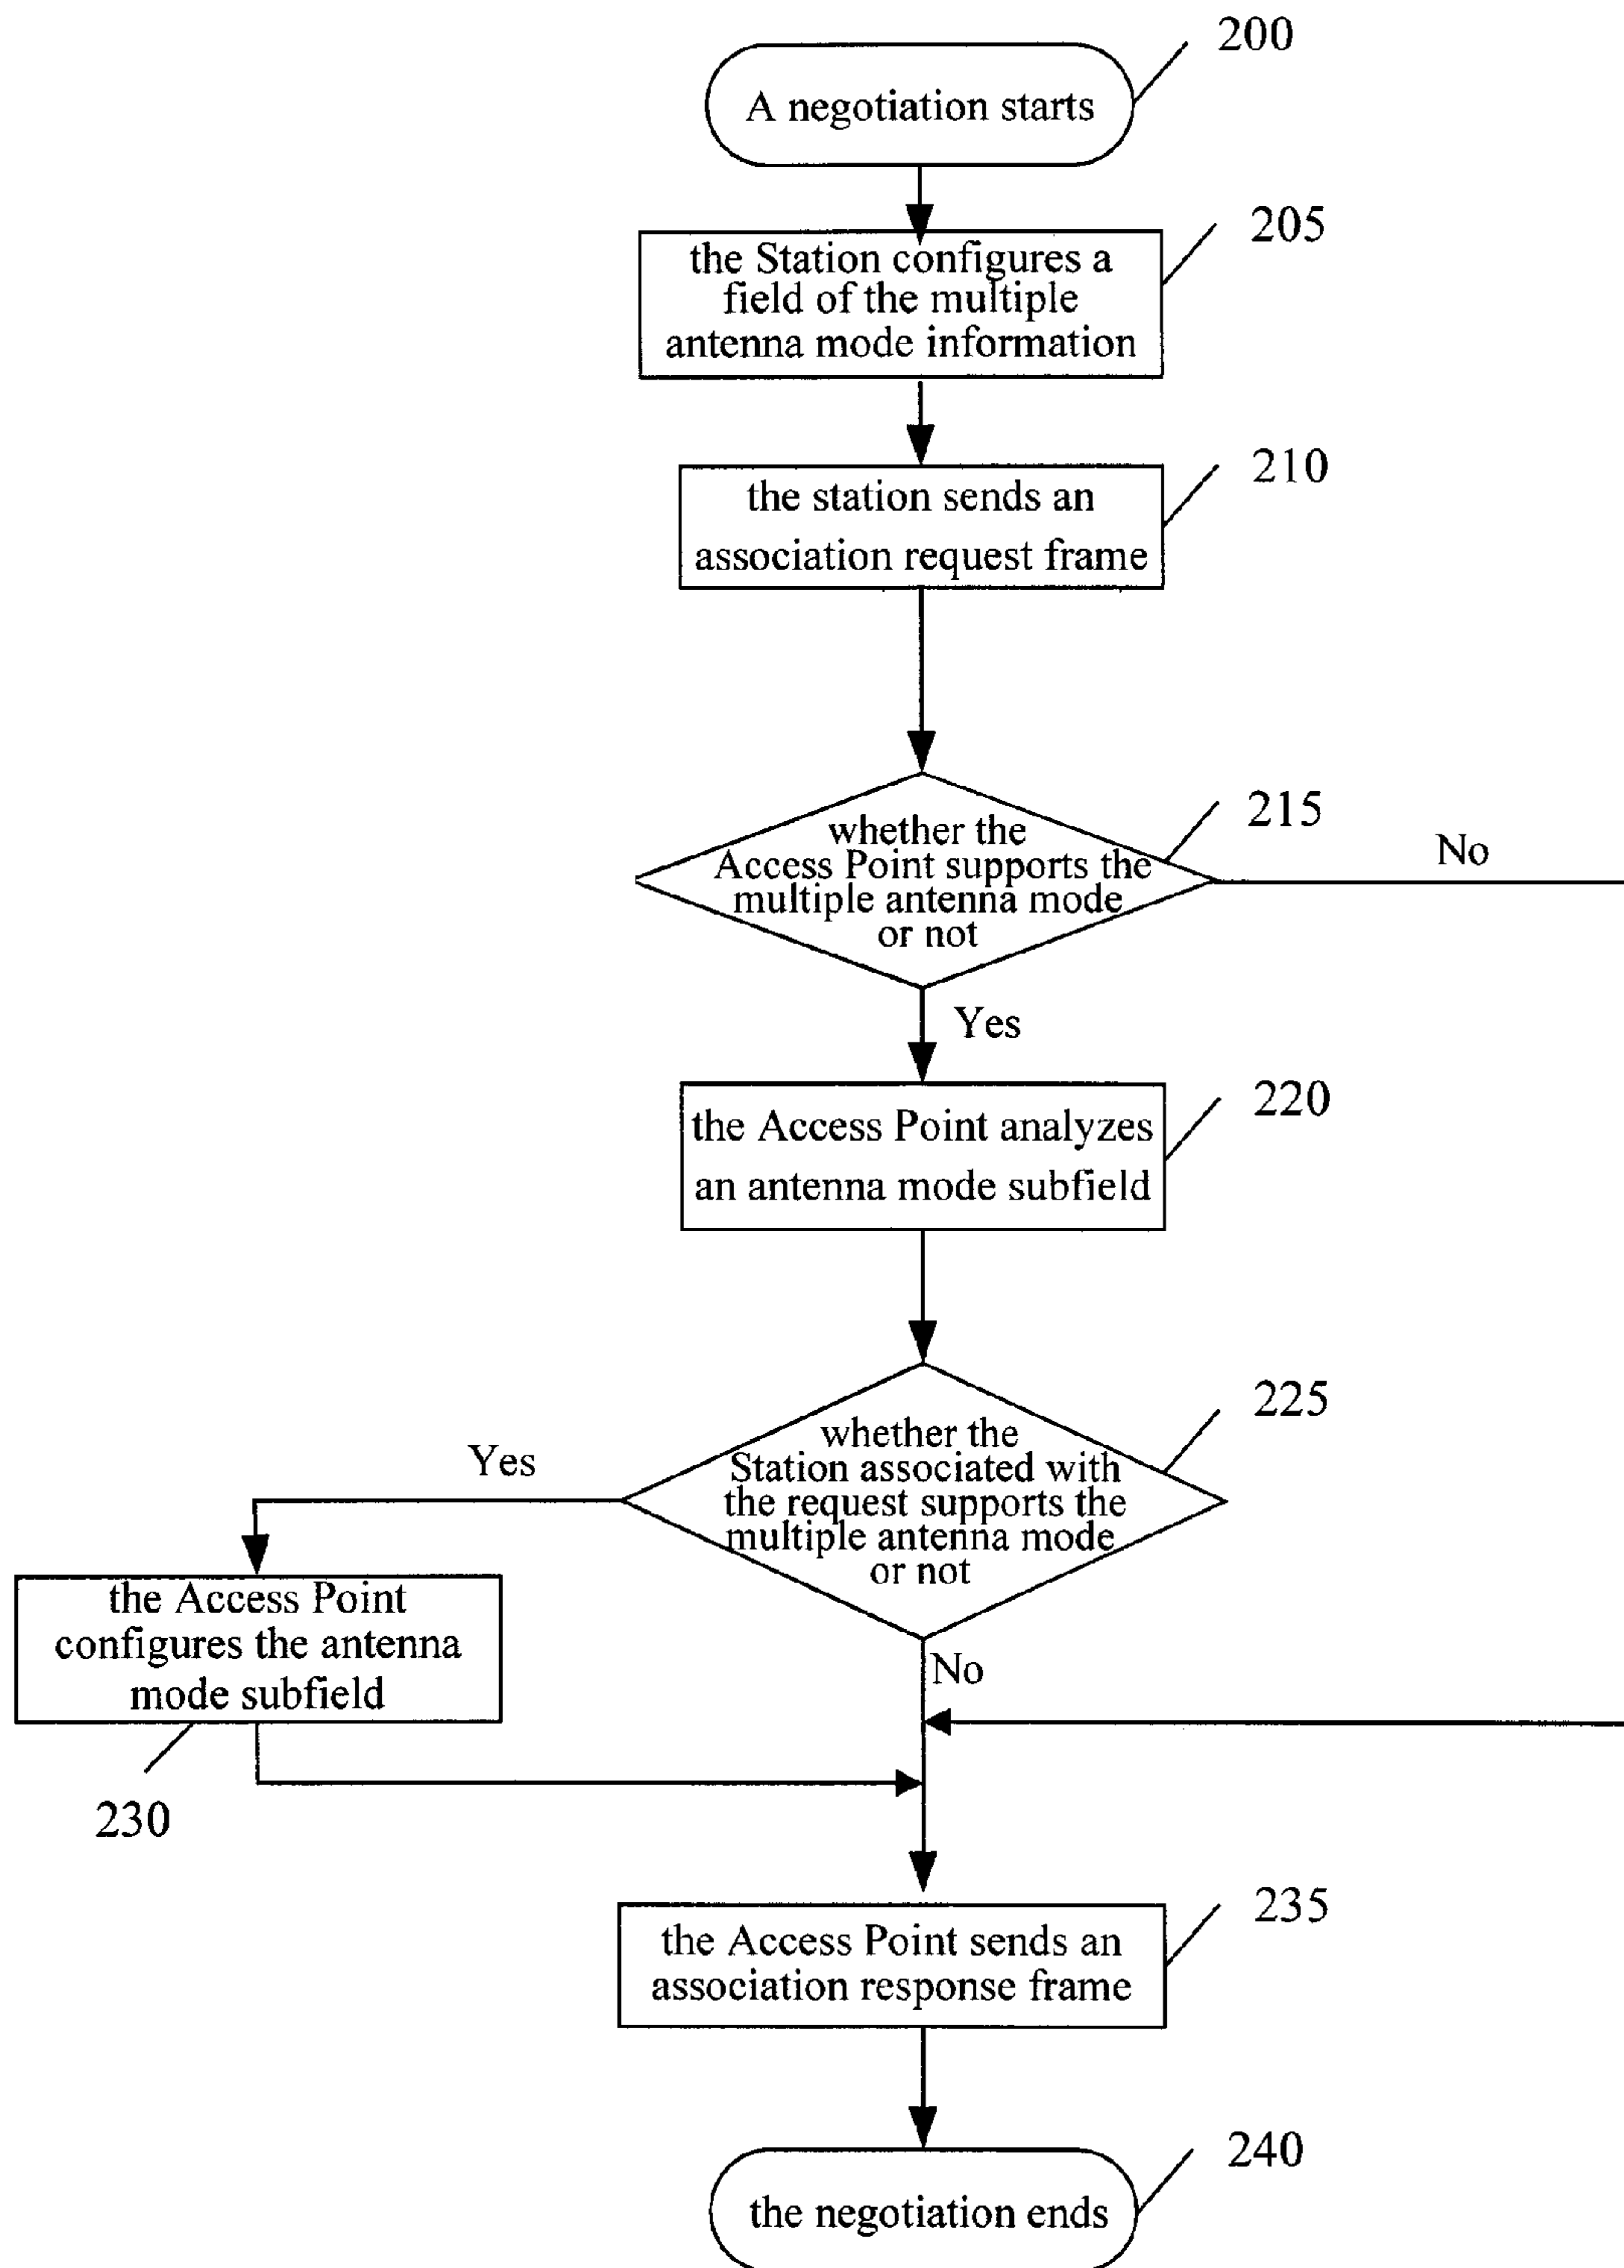 200
A negotiation starts
205
the Station configures a
field of the multiple
antenna mode information
210
the station sends an
association request frame
215
whether the
Access Point supports the
multiple antenna mode
or not
No
Yes
220
the Access Point analyzes
an antenna mode subfield
225
whether the
Station associated with
the request supports the
multiple antenna mode
or not
Yes
the Access Point
configures the antenna
mode subfield
No
230
235
the Access Point sends an
association response frame
240
the negotiation ends